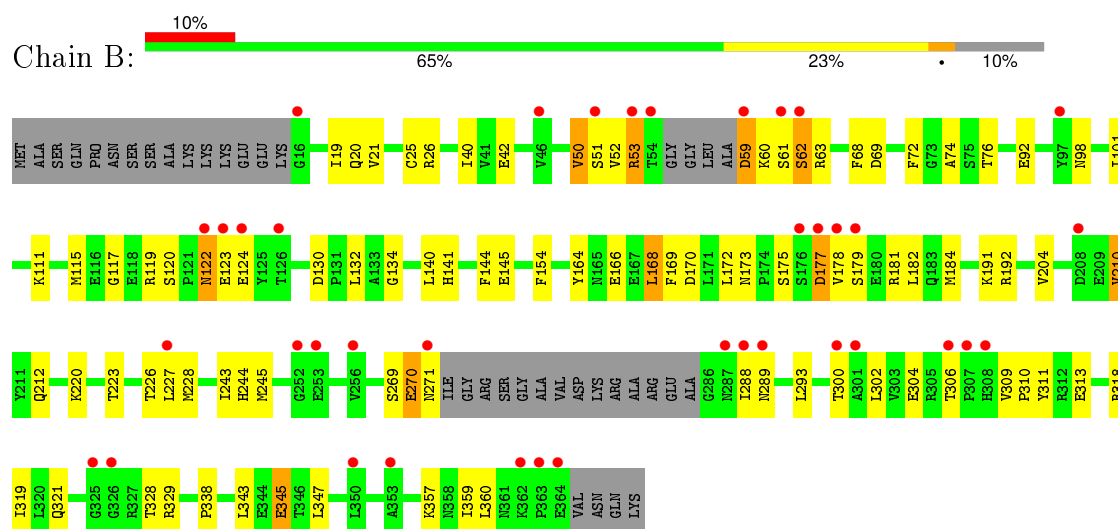 10%
Chain B:
65% 23% • 10%
MET ALA SER GLN PRO ASN SER SER ALA LYS LYS LYS GLU GLU LYS G16 I19 Q20 V21 C25 R26 I40 V41 E42 V46 V50 S51 V52 R53 T54 GLY GLY LEU ALA D59 K60 S61 S62 R63 F68 D69 F72 G73 A74 S75 T76 E92 Y97 N98 I101
K111 M115 E116 G117 E118 R119 S120 P121 N122 E123 E124 Y125 T126 D130 P131 L132 A133 G134 L140 H141 F144 E145 F154 Y164 N165 E166 E167 L168 F169 D170 L171 L172 N173 P174 S175 S176 D177 V178 S179 E180 R181 L182 Q183 M184 K191 R192 V204 D208 E209 V210
Y211 Q212 K220 T223 T226 L227 M228 I243 H244 M245 G252 E253 V256 S269 E270 N271 ILE GLY ARG SER GLY ALA VAL ASP LYS ARG ALA ARG GLU ALA G286 N287 I288 N289 L293 T300 A301 L302 V303 E304 R305 T306 P307 H308 V309 P310 Y311 R312 E313 R318
I319 L320 Q321 G325 G326 R327 T328 R329 P338 L343 E344 E345 T346 L347 L350 A353 K357 N358 I359 L360 N361 K362 P363 E364 VAL ASN GLN LYS